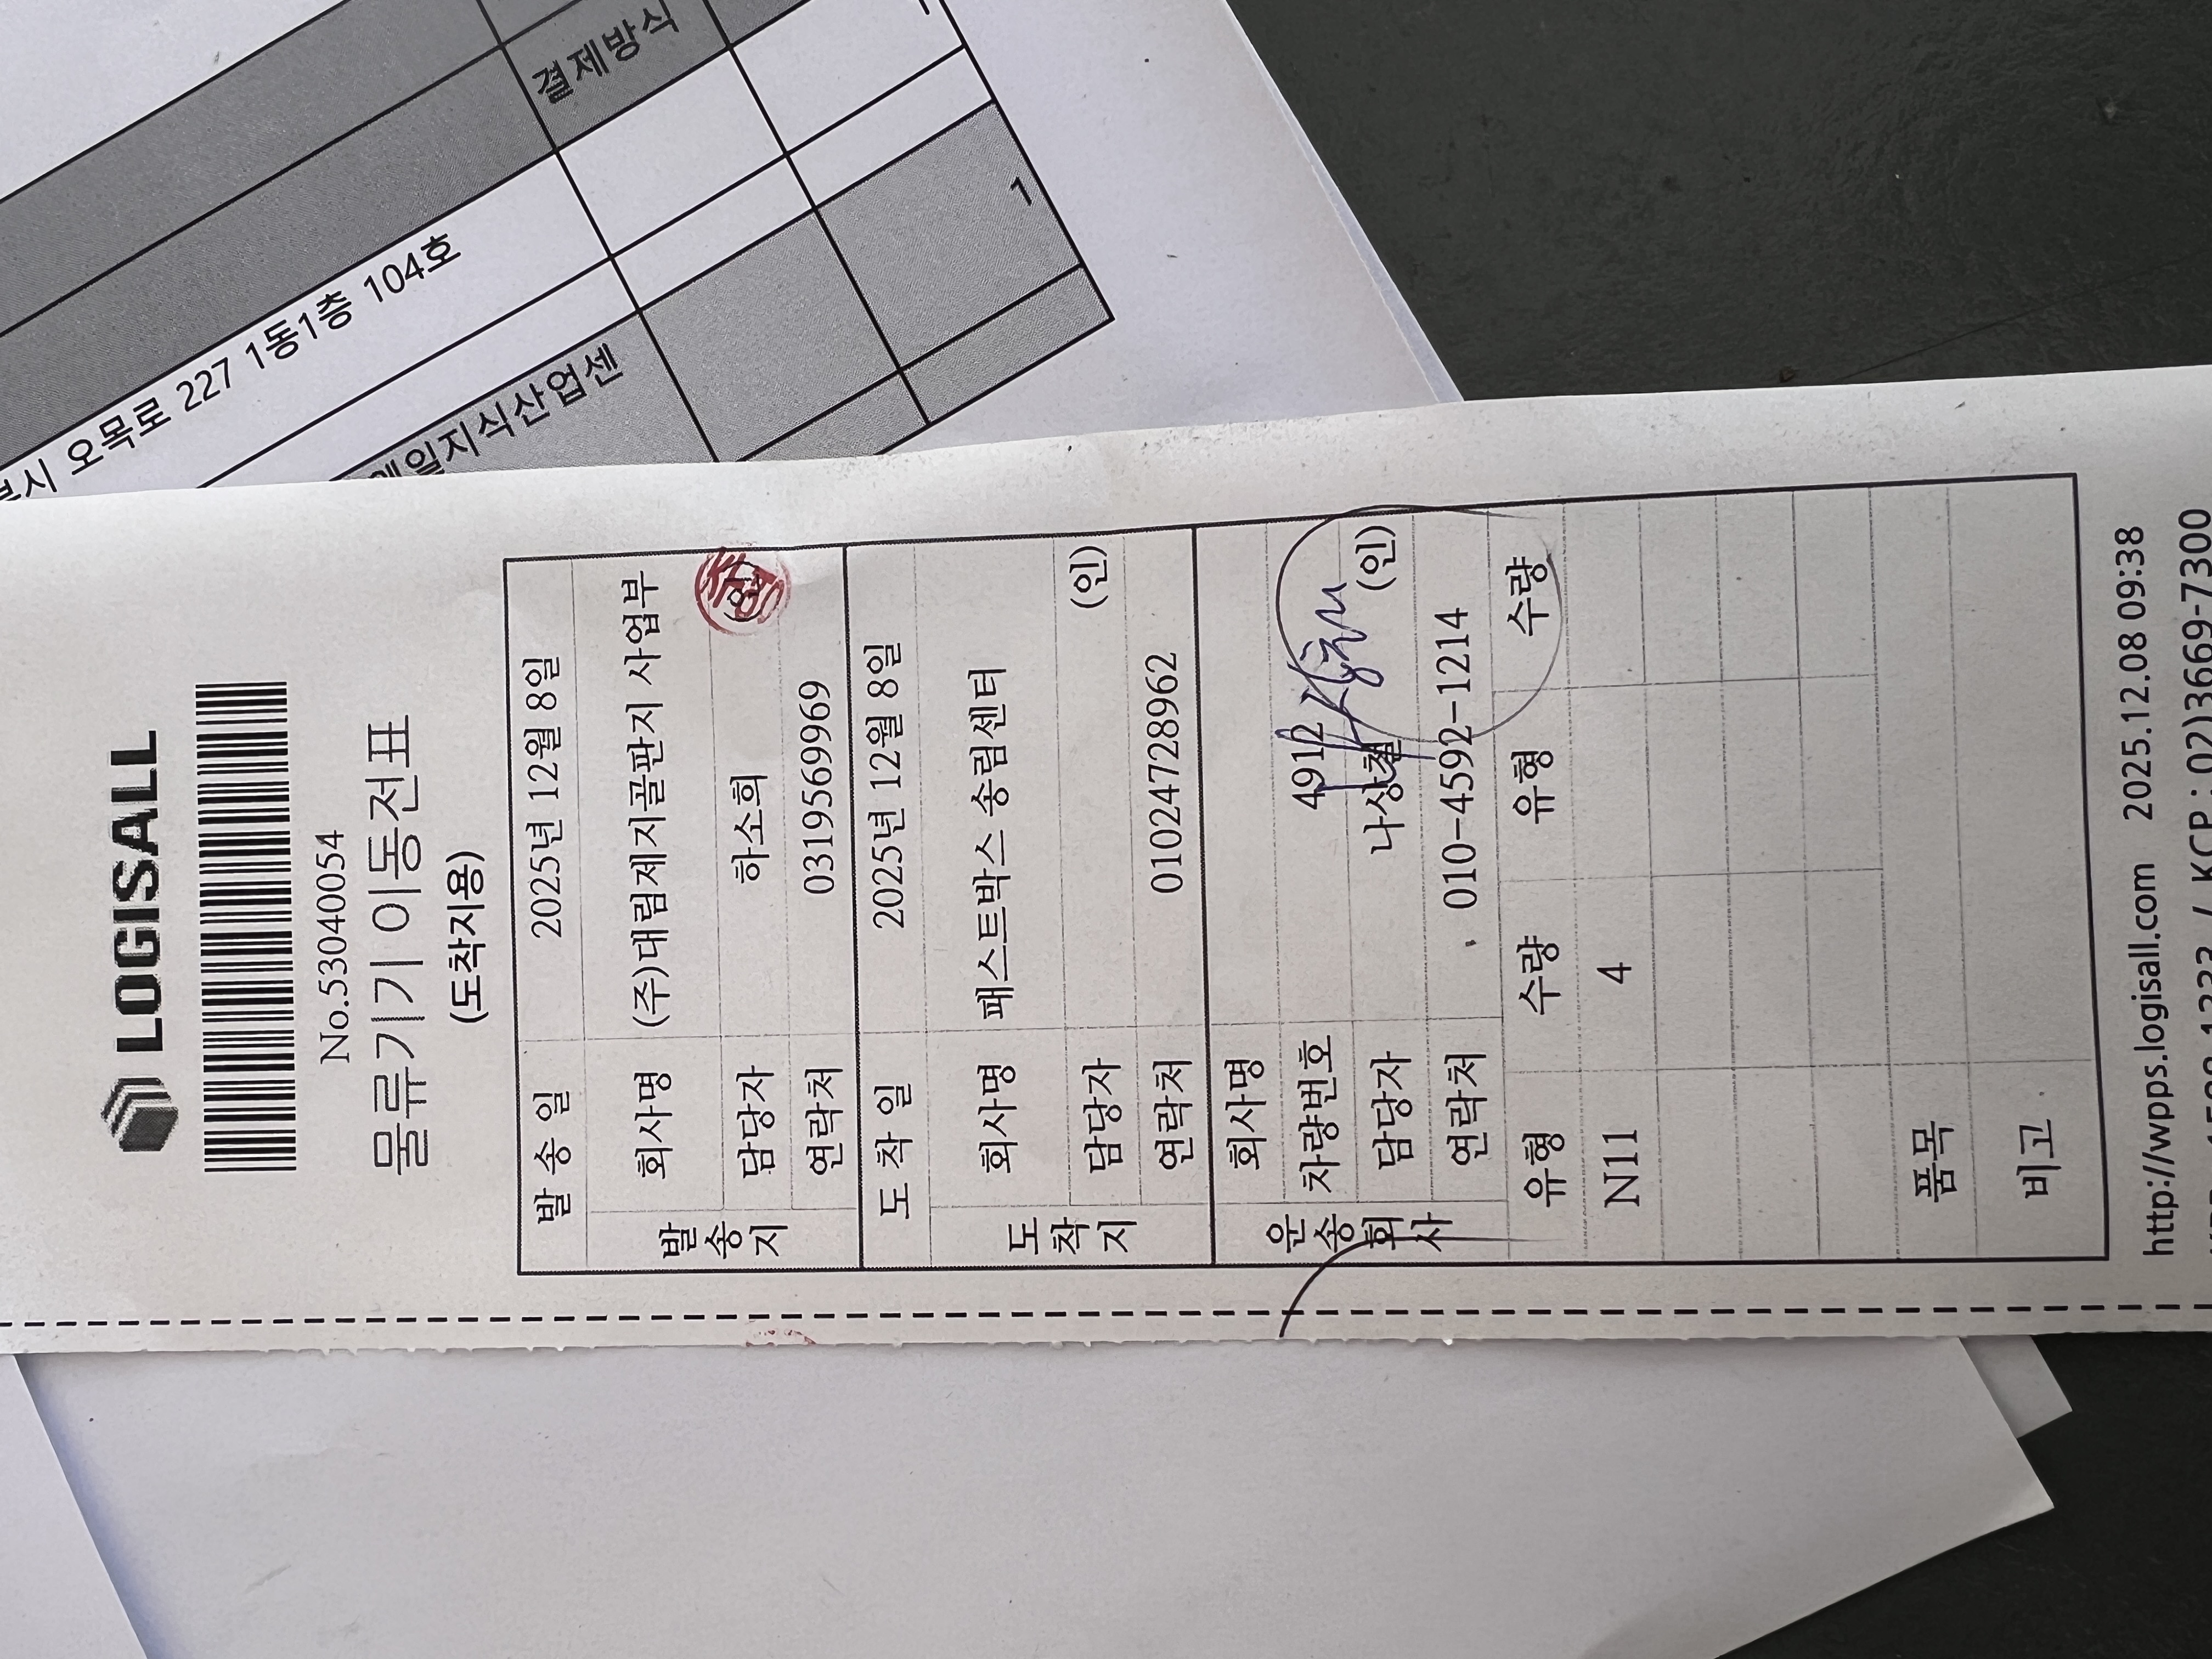 결제방식
시 오목로 227 1동1층 104호
일지식산업센
1
LOGISALL
No.53040054
물류기기 이동전표
(도착지용)
발 송 일 2025년 12월 8일
발송지
회사명 (주)대림제지골판지 사업부
담당자 하소희 (인)
연락처 0319569969
도 착 일 2025년 12월 8일
도착지
회사명 패스트박스 송림센터
담당자 (인)
연락처 01024728962
운송회사
회사명
차량번호 4912
담당자 나상철 (인)
연락처 010-4592-1214
유형 수량 유형 수량
N11 4
품목
비고
http://wpps.logisall.com 2025.12.08 09:38
1333 / KCP : 02)3669-7300